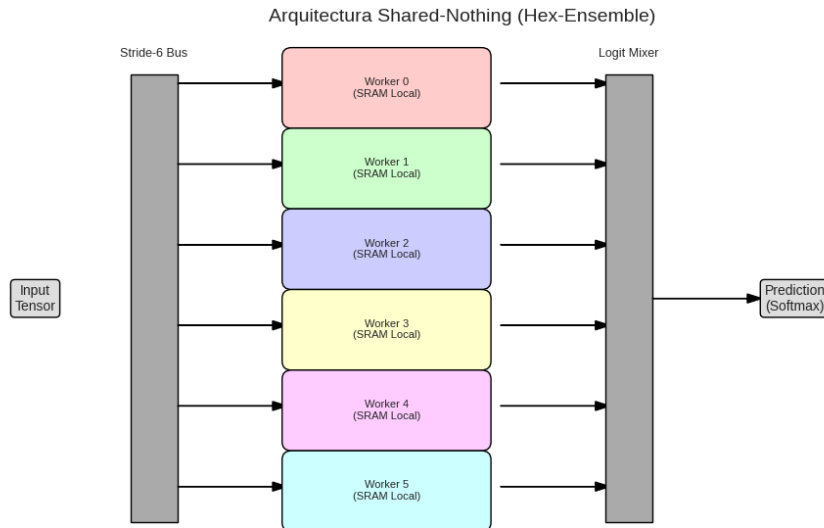 Arquitectura Shared-Nothing (Hex-Ensemble)
Stride-6 Bus
Logit Mixer
Worker 0
(SRAM Local)
Worker 1
(SRAM Local)
Worker 2
(SRAM Local)
Input
Tensor
Prediction
(Softmax)
Worker 3
(SRAM Local)
Worker 4
(SRAM Local)
Worker 5
(SRAM Local)